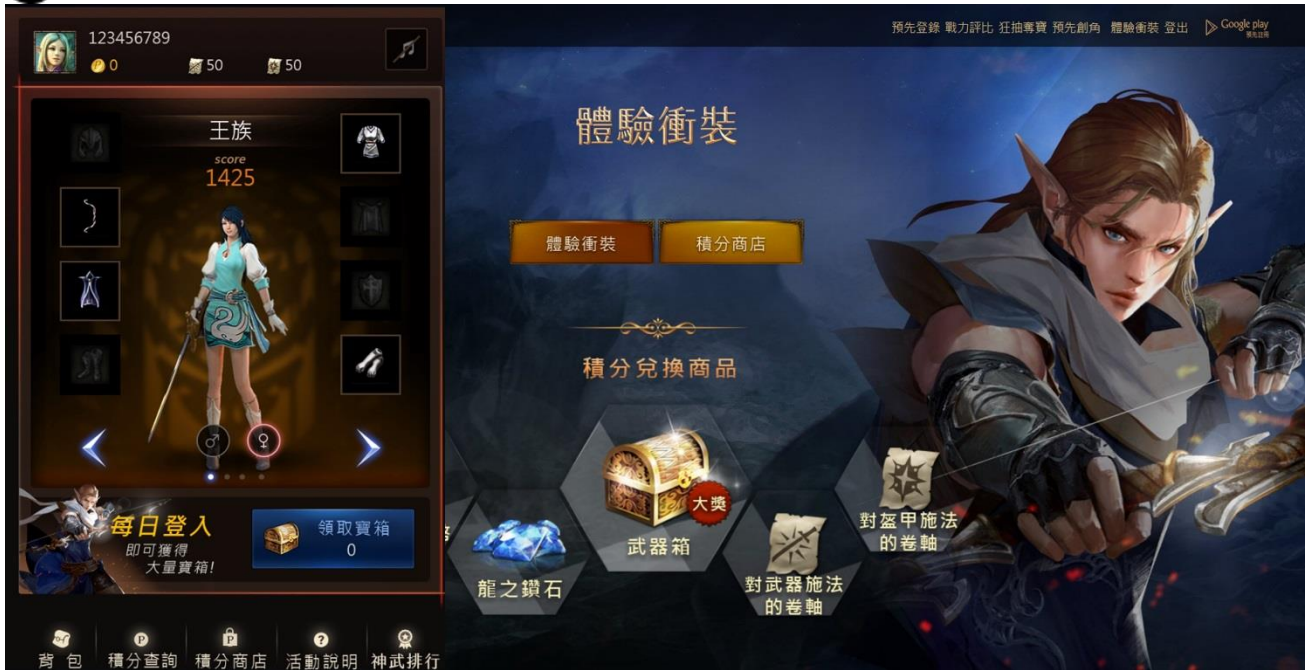 123456789
0
50
50
王族
score
1425
每日登入
即可獲得
大量寶箱!
領取寶箱
0
背包
P
積分查詢
P
積分商店
?
活動說明
神武排行
預先登錄 戰力評比 狂抽奪寶 預先創角 體驗衝裝 登出
Google play
預先註冊
體驗衝裝
體驗衝裝
積分商店
積分兌換商品
龍之鑽石
大獎
武器箱
對武器施法
的卷軸
對盔甲施法
的卷軸